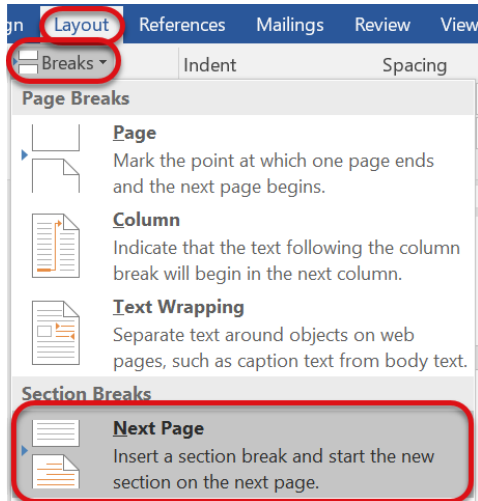 gn Layout References Mailings Review View
Breaks Indent Spacing
Page Breaks
Page
Mark the point at which one page ends
and the next page begins.
Column
Indicate that the text following the column
break will begin in the next column.
Text Wrapping
Separate text around objects on web
pages, such as caption text from body text.
Section Breaks
Next Page
Insert a section break and start the new
section on the next page.